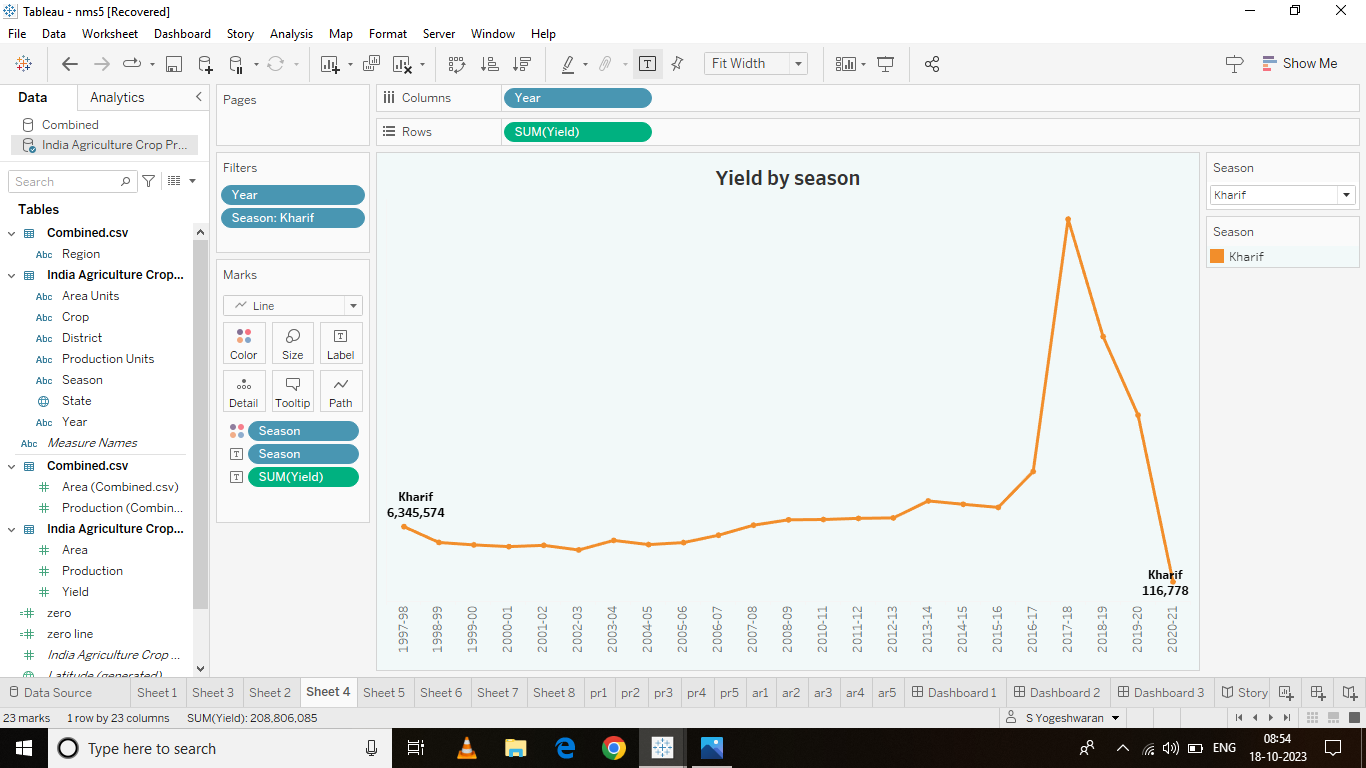 Tableau - nms5 [Recovered]
File Data Worksheet Dashboard Story Analysis Map Format Server Window Help
Fit Width
Show Me
Data Analytics
Combined
India Agriculture Crop Pr...
Search
Tables
Combined.csv
Abc Region
India Agriculture Crop...
Abc Area Units
Abc Crop
Abc District
Abc Production Units
Abc Season
State
Abc Year
Abc Measure Names
Combined.csv
# Area (Combined.csv)
# Production (Combin...
India Agriculture Crop...
# Area
# Production
# Yield
=# zero
=# zero line
# India Agriculture Crop ...
Latitude (generated)
Pages
Filters
Year
Season: Kharif
Marks
Line
Color Size Label
Detail Tooltip Path
Season
Season
SUM(Yield)
Columns Year
Rows SUM(Yield)
Yield by season
Kharif
6,345,574
Kharif
116,778
1997-98
1998-99
1999-00
2000-01
2001-02
2002-03
2003-04
2004-05
2005-06
2006-07
2007-08
2008-09
2010-11
2011-12
2012-13
2013-14
2014-15
2015-16
2016-17
2017-18
2018-19
2019-20
2020-21
Season
Kharif
Season
Kharif
Data Source Sheet 1 Sheet 3 Sheet 2 Sheet 4 Sheet 5 Sheet 6 Sheet 7 Sheet 8 pr1 pr2 pr3 pr4 pr5 ar1 ar2 ar3 ar4 ar5 Dashboard 1 Dashboard 2 Dashboard 3 Story
23 marks 1 row by 23 columns SUM(Yield): 208,806,085 S Yogeshwaran
Type here to search
ENG
08:54
18-10-2023